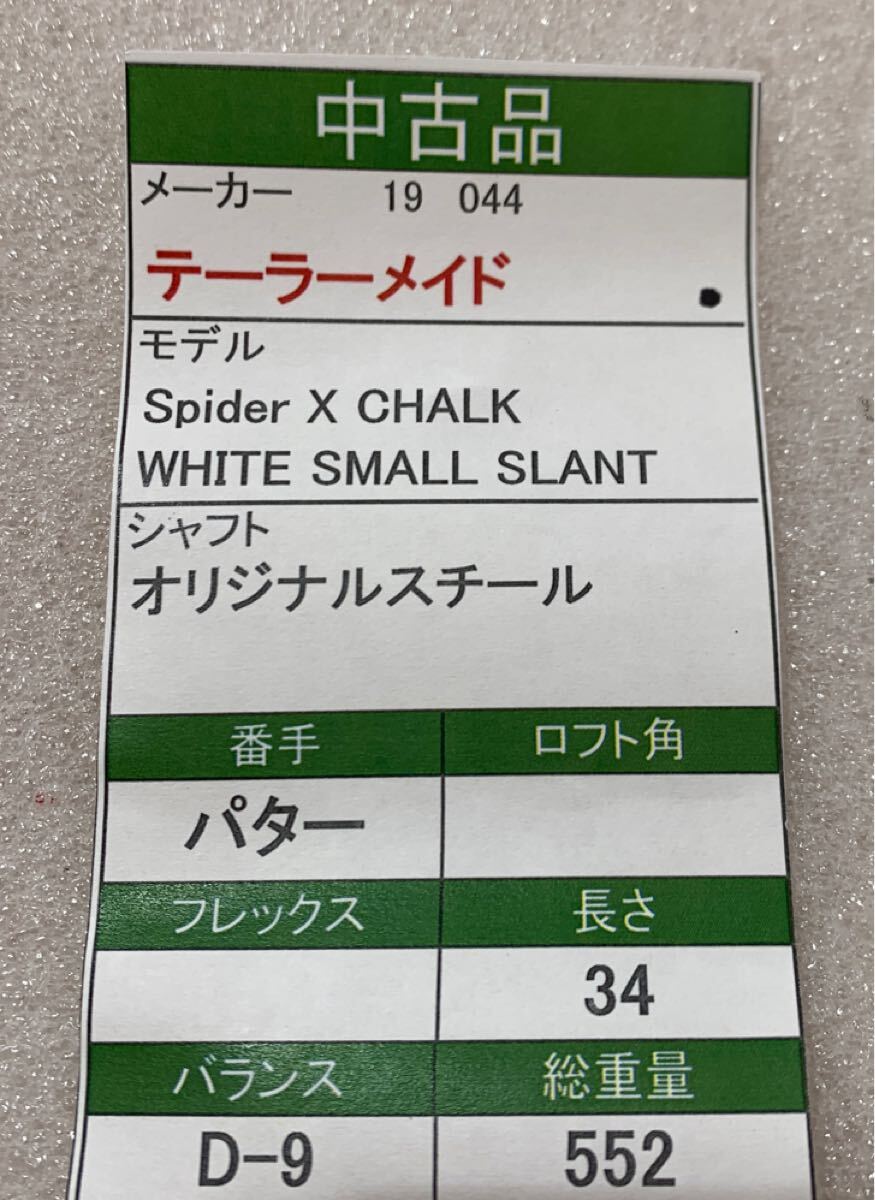 中古品
メーカー 19 044
テーラーメイド
モデル
Spider X CHALK
WHITE SMALL SLANT
シャフト
オリジナルスチール
番手 ロフト角
パター
フレックス 長さ
34
バランス 総重量
D-9 552